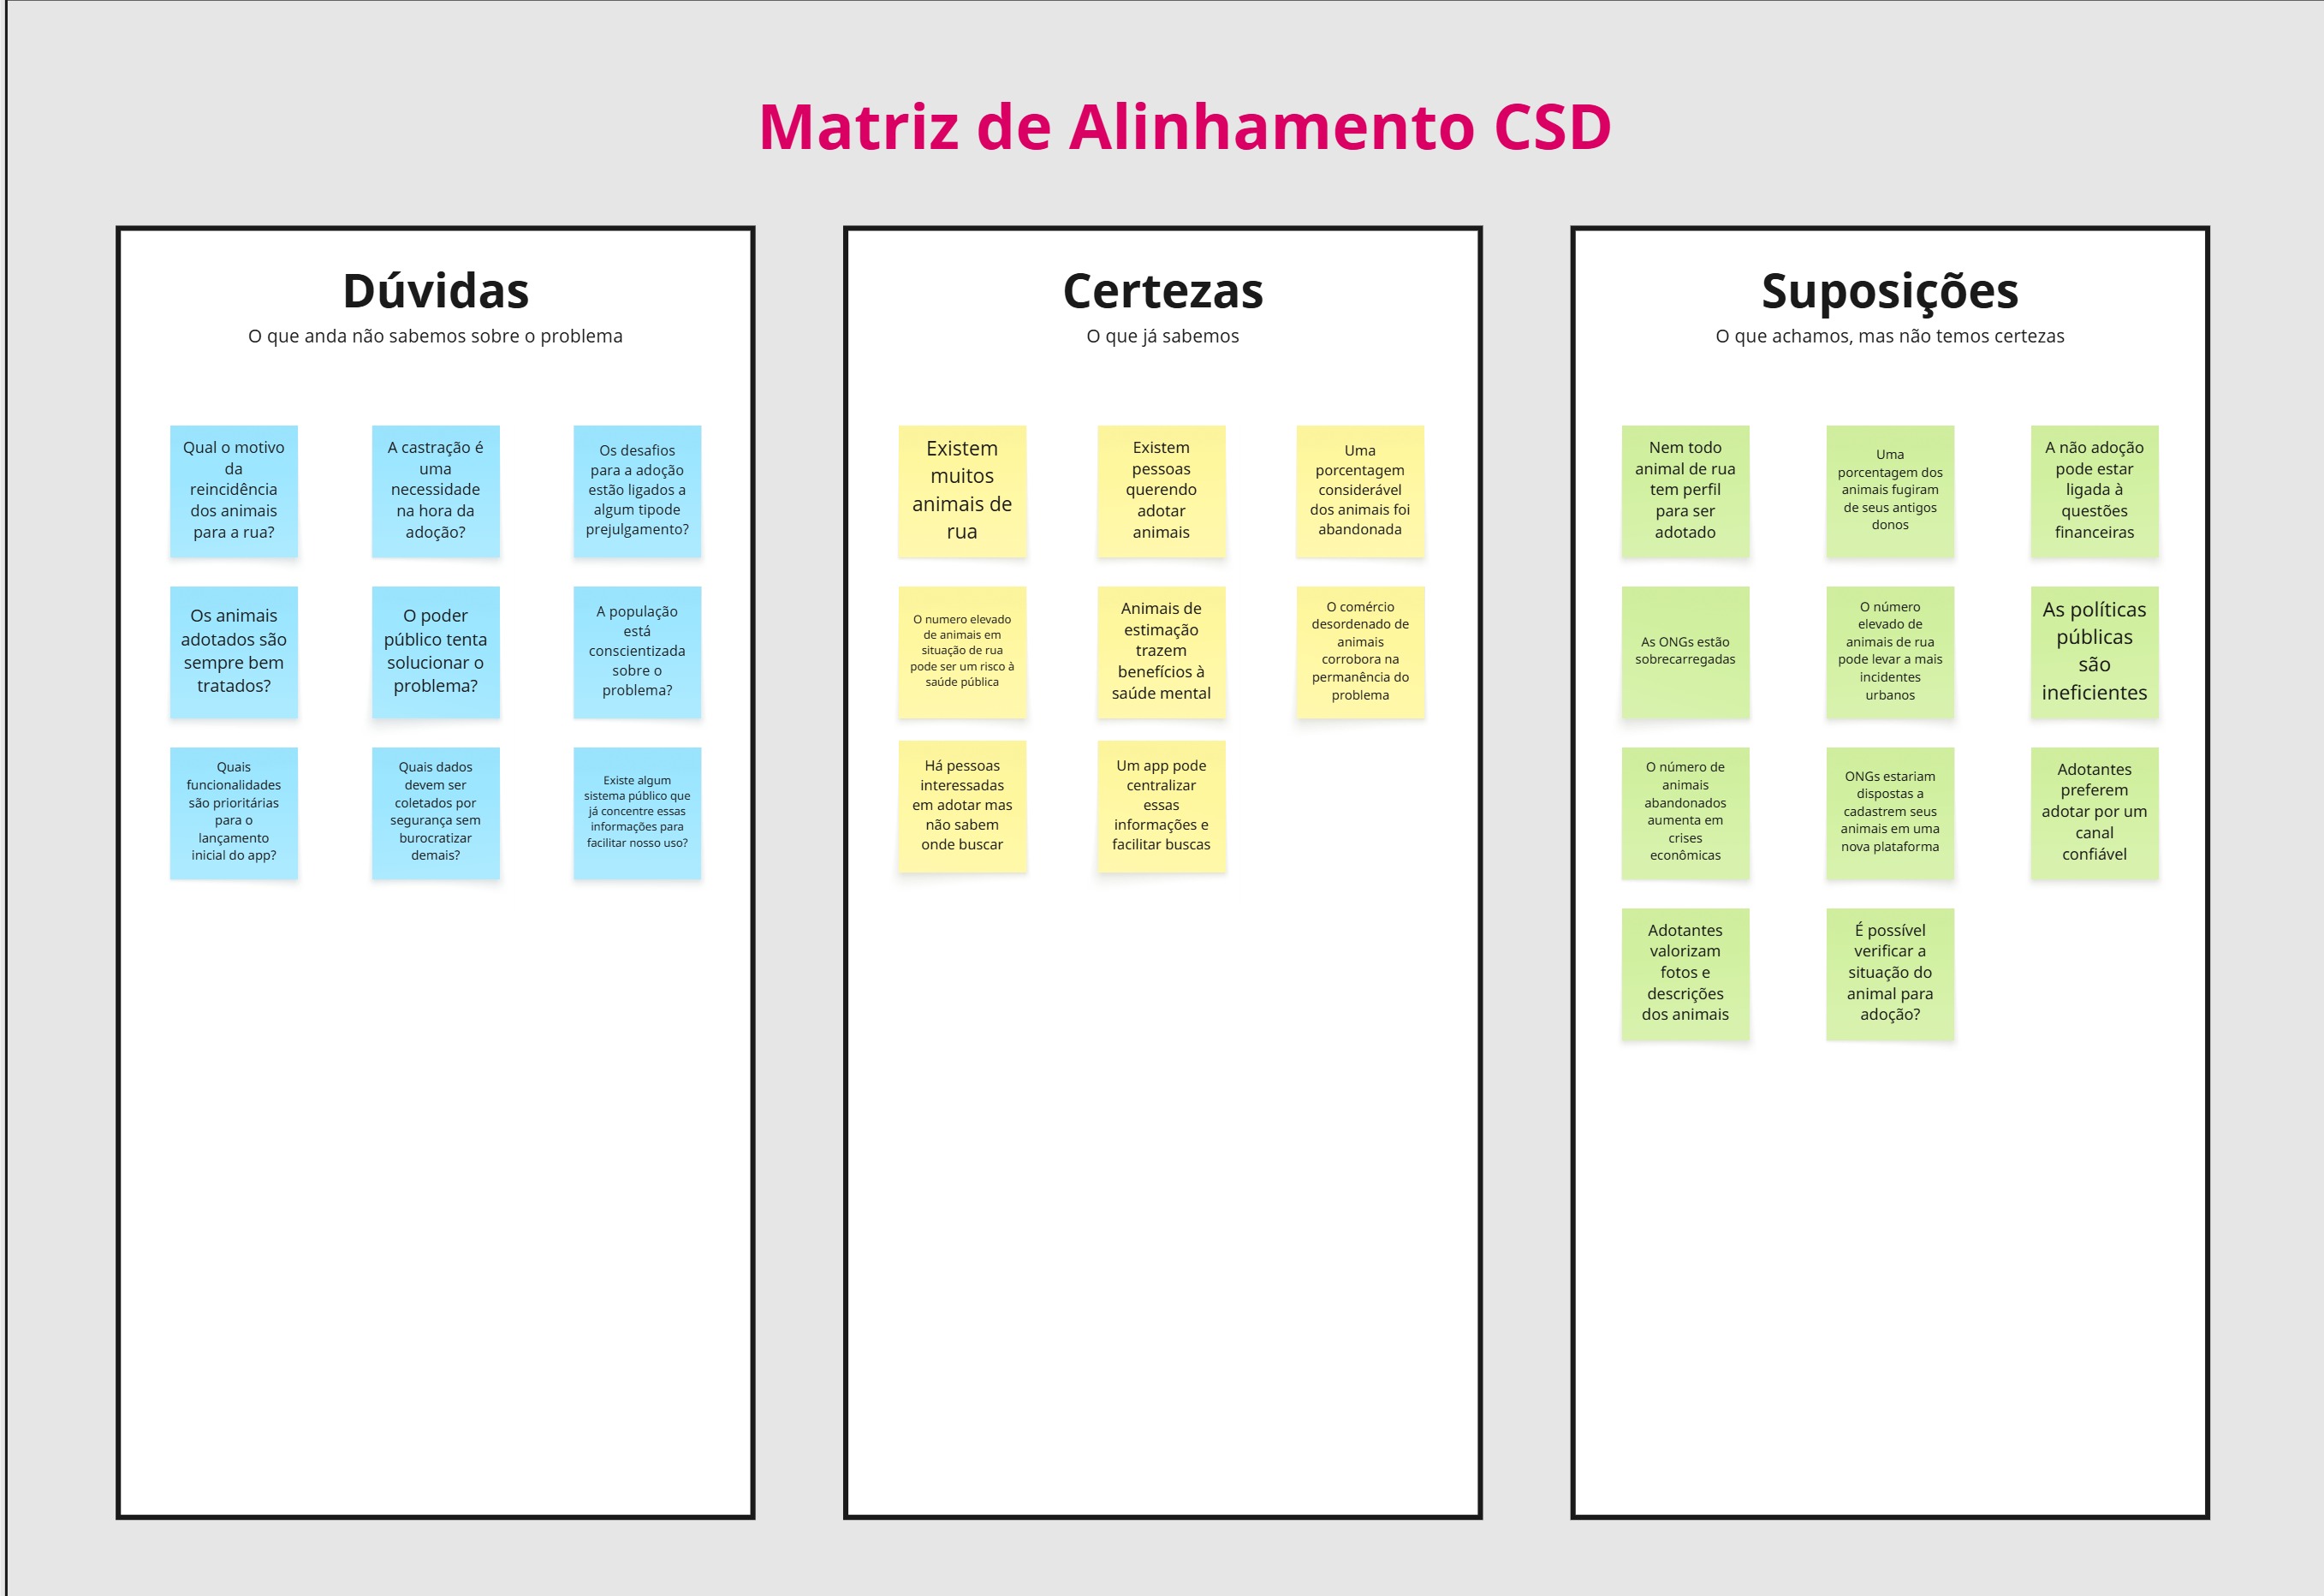 Matriz de Alinhamento CSD
Dúvidas
O que anda não sabemos sobre o problema
Qual o motivo
da
reincidência
dos animais
para a rua?
A castração é
uma
necessidade
na hora da
adoção?
Os desafios
para a adoção
estão ligados a
algum tipode
prejulgamento?
Os animais
adotados são
sempre bem
tratados?
O poder
público tenta
solucionar o
problema?
A população
está
conscientizada
sobre o
problema?
Quais
funcionalidades
são prioritárias
para o
lançamento
inicial do app?
Quais dados
devem ser
coletados por
segurança sem
burocratizar
demais?
Existe algum
sistema público que
já concentre essas
informações para
facilitar nosso uso?
Certezas
O que já sabemos
Existem
muitos
animais de
rua
Existem
pessoas
querendo
adotar
animais
Uma
porcentagem
considerável
dos animais foi
abandonada
O numero elevado
de animais em
situação de rua
pode ser um risco à
saúde pública
Animais de
estimação
trazem
benefícios à
saúde mental
O comércio
desordenado de
animais
corrobora na
permanência do
problema
Há pessoas
interessadas
em adotar mas
não sabem
onde buscar
Um app pode
centralizar
essas
informações e
facilitar buscas
Suposições
O que achamos, mas não temos certezas
Nem todo
animal de rua
tem perfil
para ser
adotado
Uma
porcentagem dos
animais fugiram
de seus antigos
donos
A não adoção
pode estar
ligada à
questões
financeiras
As ONGs estão
sobrecarregadas
O número
elevado de
animais de rua
pode levar a mais
incidentes
urbanos
As políticas
públicas
são
ineficientes
O número de
animais
abandonados
aumenta em
crises
econômicas
ONGs estariam
dispostas a
cadastrem seus
animais em uma
nova plataforma
Adotantes
preferem
adotar por um
canal
confiável
Adotantes
valorizam
fotos e
descrições
dos animais
É possível
verificar a
situação do
animal para
adoção?